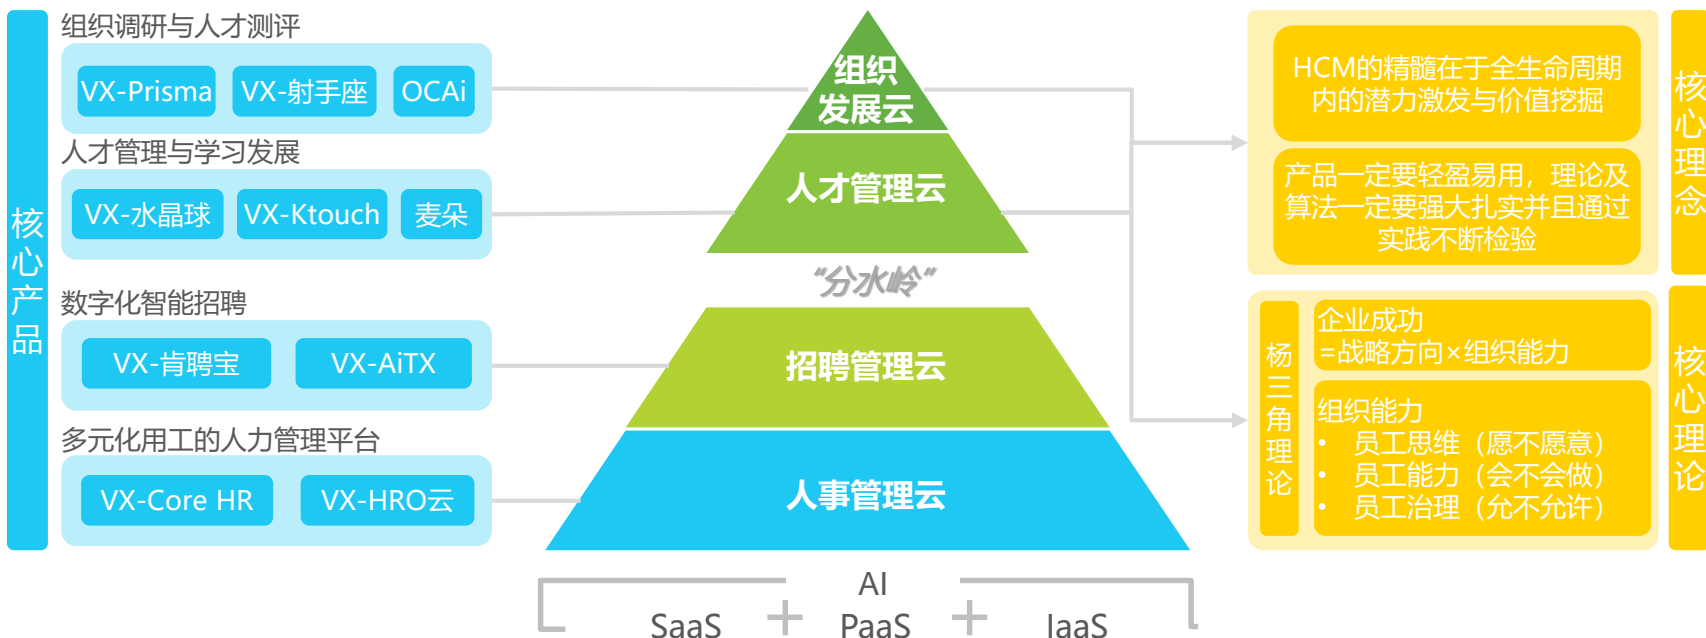 核心产品
组织调研与人才测评
VX-Prisma
VX-射手座
OCAi
人才管理与学习发展
VX-水晶球
VX-Ktouch
麦朵
数字化智能招聘
VX-肯聘宝
VX-AiTX
多元化用工的人力管理平台
VX-Core HR
VX-HRO云
组织
发展云
人才管理云
“分水岭”
招聘管理云
人事管理云
AI
SaaS + PaaS + IaaS
HCM的精髓在于全生命周期
内的潜力激发与价值挖掘
产品一定要轻盈易用，理论及
算法一定要强大扎实并且通过
实践不断检验
核心理念
杨三角理论
企业成功
=战略方向×组织能力
组织能力
• 员工思维（愿不愿意）
• 员工能力（会不会做）
• 员工治理（允不允许）
核心理论